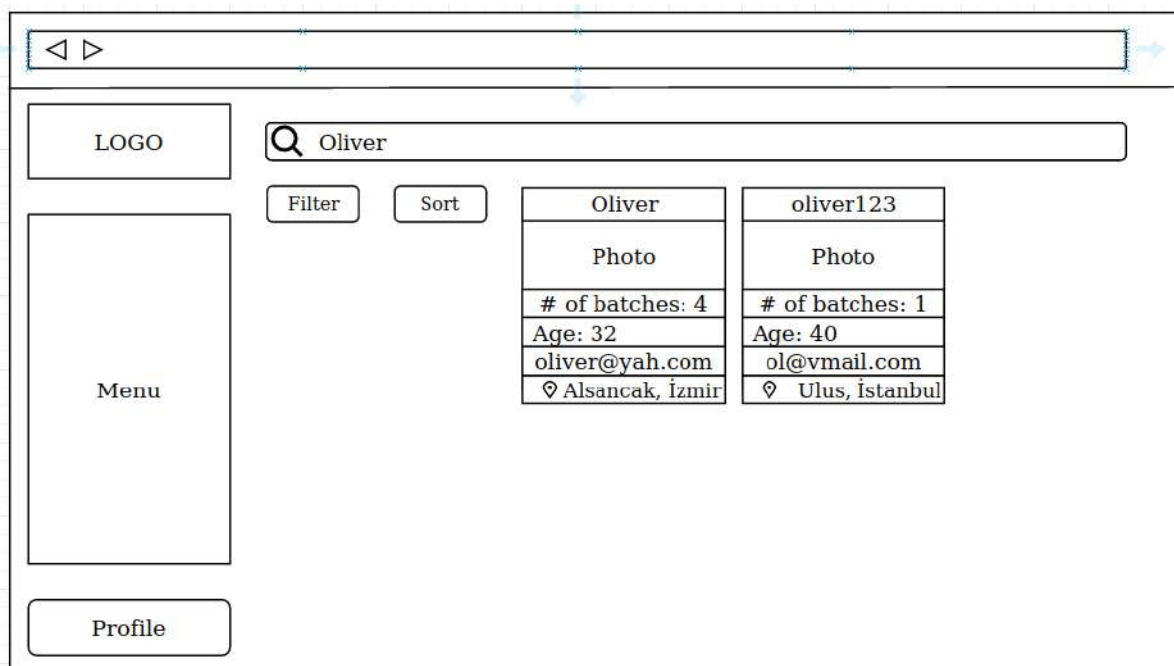 LOGO
Oliver
Filter
Sort
Oliver
Photo
# of batches: 4
Age: 32
oliver@yah.com
Alsancak, İzmir
oliver123
Photo
# of batches: 1
Age: 40
ol@vmail.com
Ulus, İstanbul
Menu
Profile